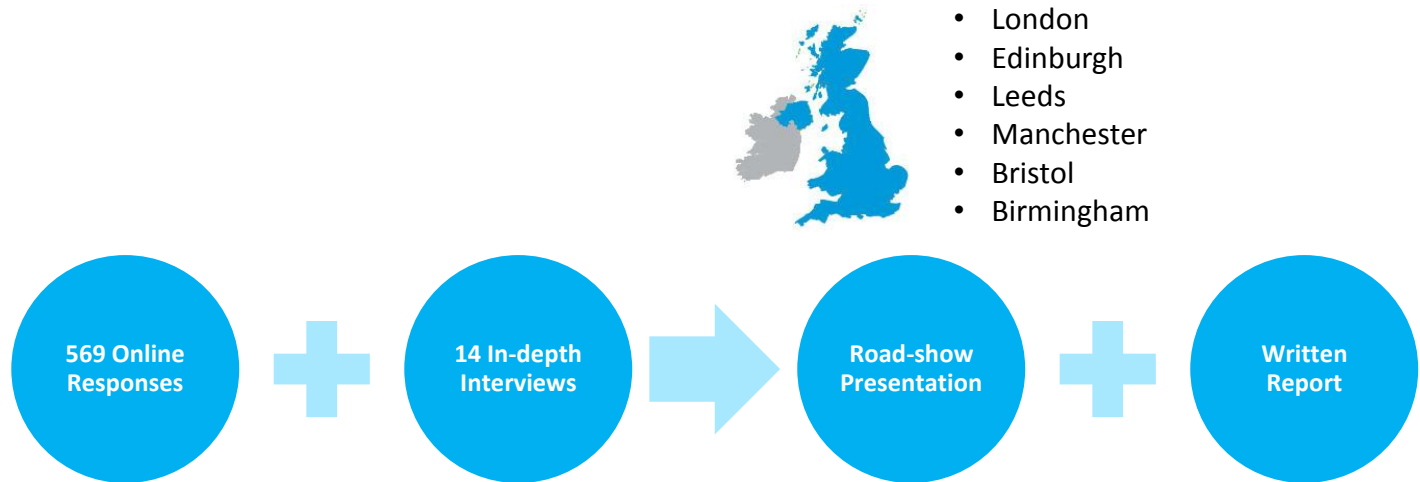 • London
• Edinburgh
• Leeds
• Manchester
• Bristol
• Birmingham
569 Online
Responses
14 In-depth
Interviews
Road-show
Presentation
Written
Report